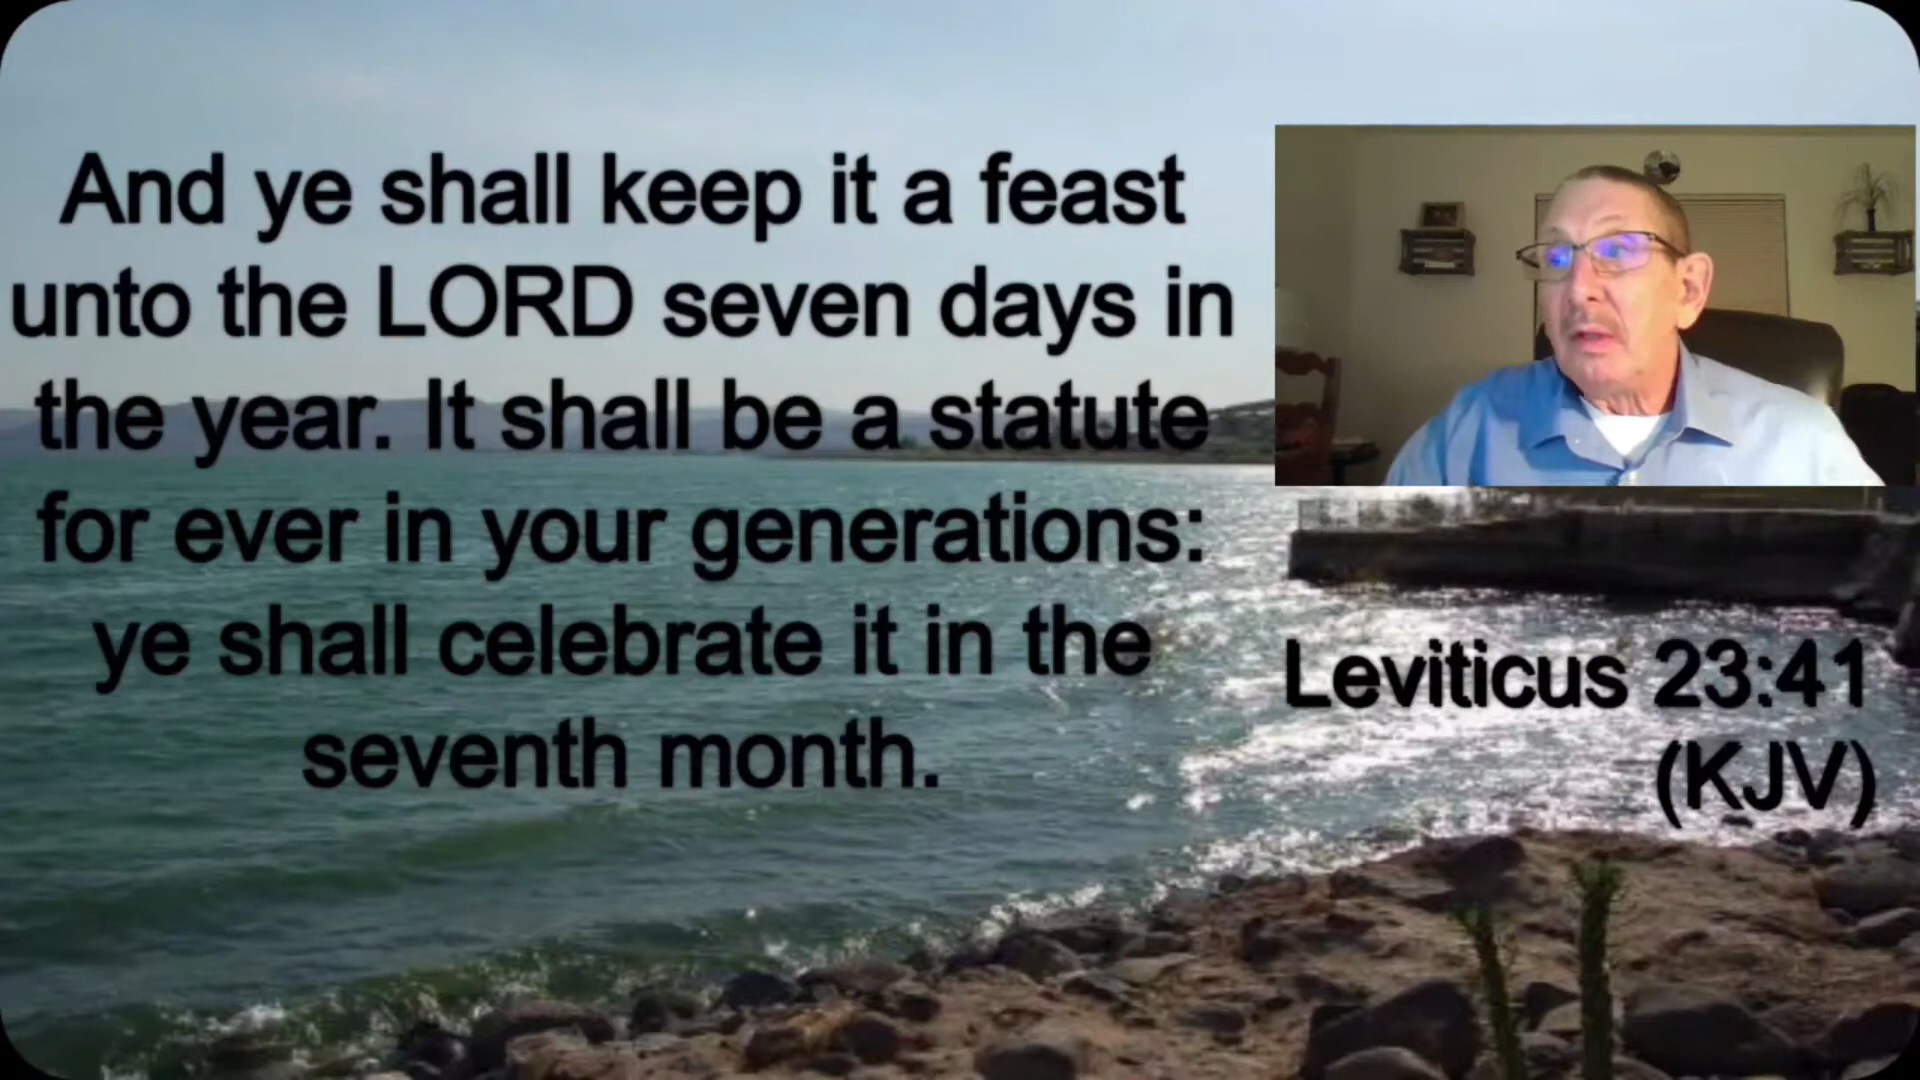 And ye shall keep it a feast
unto the LORD seven days in
the year. It shall be a statute
for ever in your generations:
ye shall celebrate it in the
seventh month.
Leviticus 23:41
(KJV)